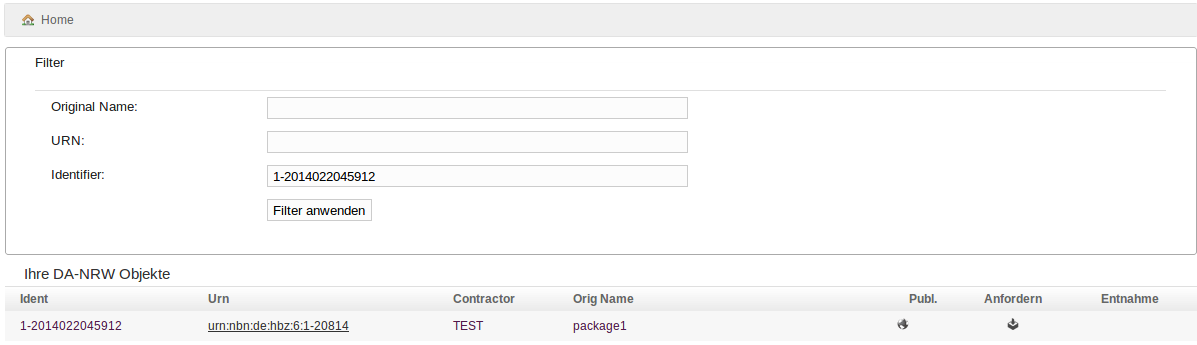 Home
Filter
Original Name:
URN:
Identifier: 1-2014022045912
Filter anwenden
Ihre DA-NRW Objekte
Ident Urn Contractor Orig Name Publ. Anfordern Entnahme
1-2014022045912 urn:nbn:de:hbz:6:1-20814 TEST package1